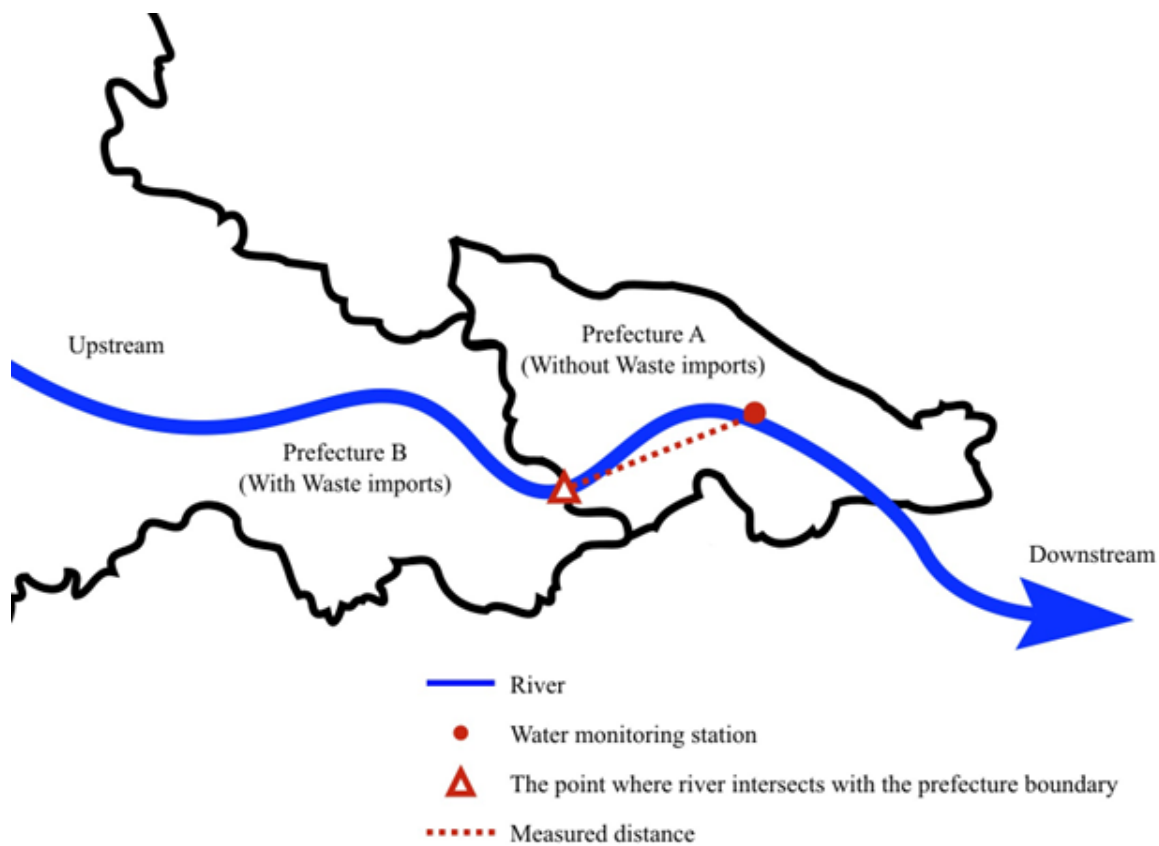 Upstream
Prefecture A
(Without Waste imports)
Prefecture B
(With Waste imports)
Downstream
River
Water monitoring station
The point where river intersects with the prefecture boundary
Measured distance